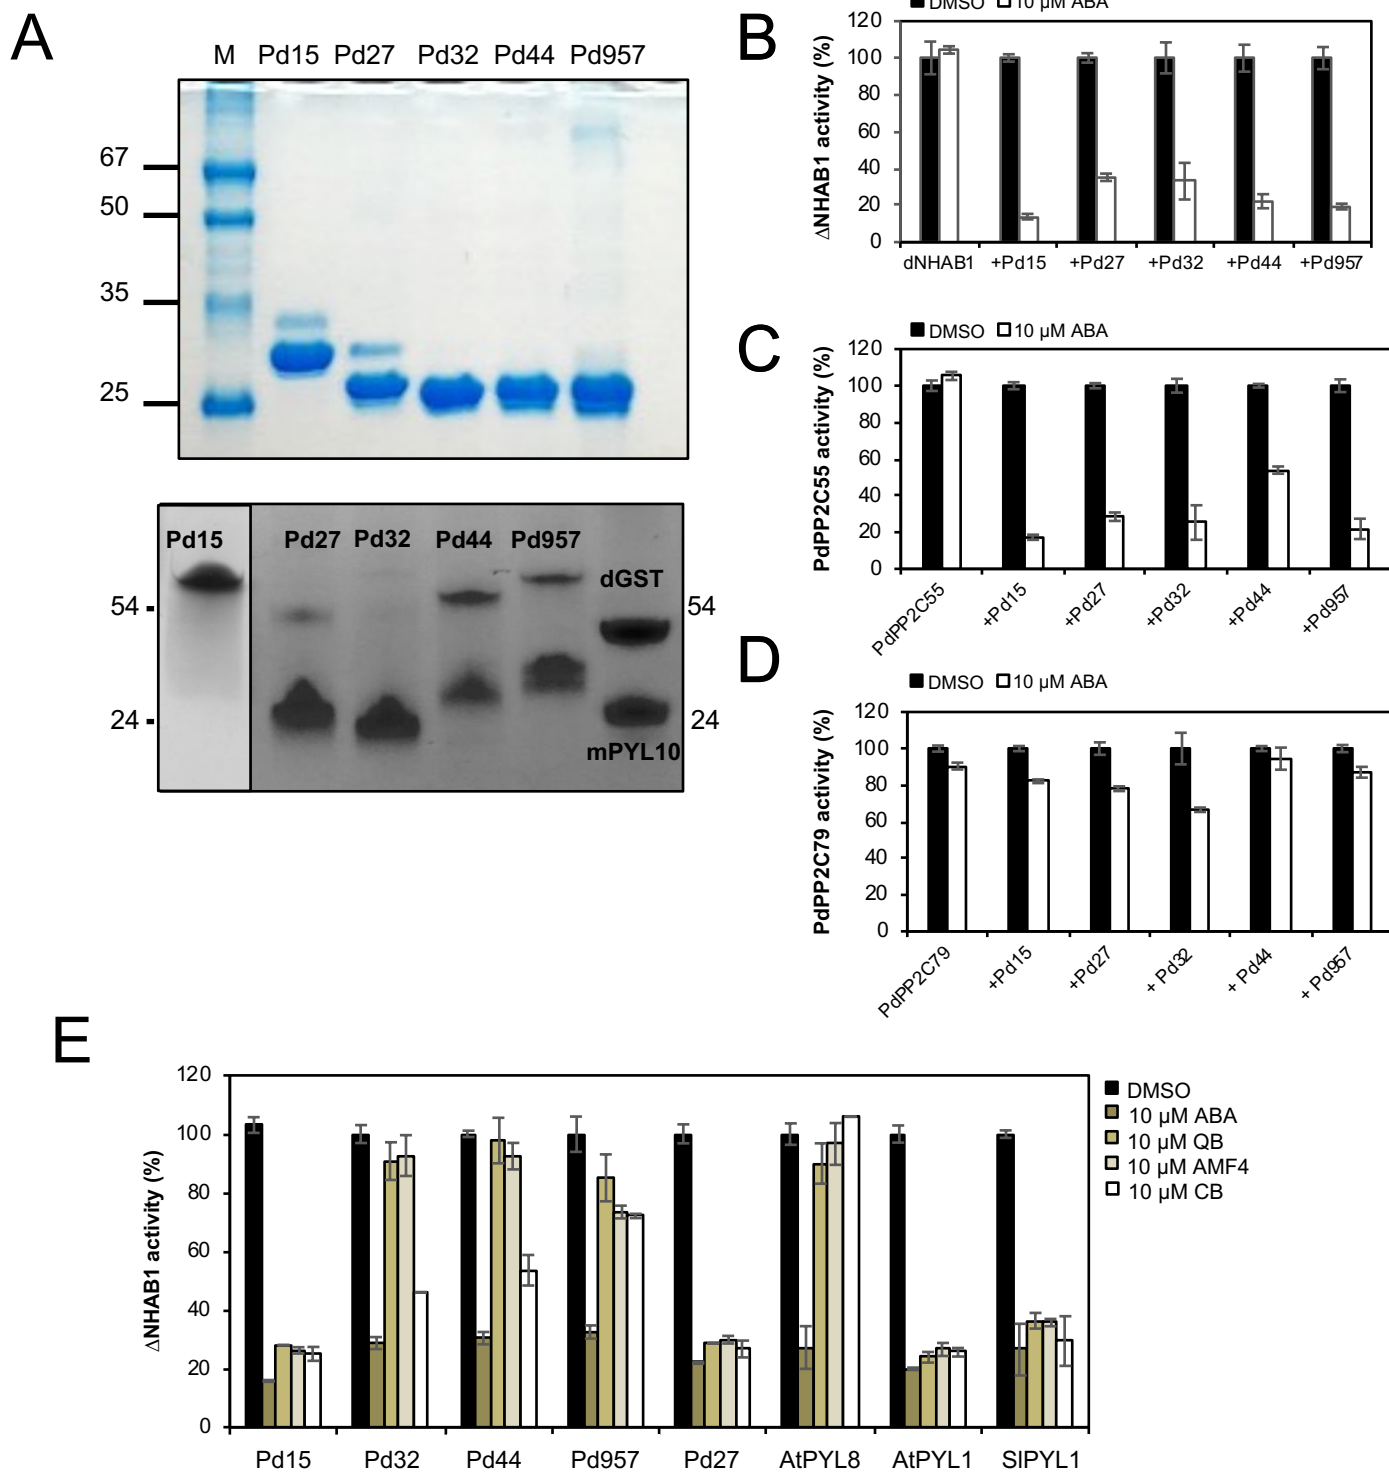 A
M Pd15 Pd27 Pd32 Pd44 Pd957
67
50
35
25
Pd15 Pd27 Pd32 Pd44 Pd957
dGST
54 54
24 24
mPYL10
B
DMSO 10 µM ABA
ΔNHAB1 activity (%)
120
100
80
60
40
20
0
dNHAB1 +Pd15 +Pd27 +Pd32 +Pd44 +Pd957
C
DMSO 10 µM ABA
PdPP2C55 activity (%)
120
100
80
60
40
20
0
PdPP2C55 +Pd15 +Pd27 +Pd32 +Pd44 +Pd957
D
DMSO 10 µM ABA
PdPP2C79 activity (%)
120
100
80
60
40
20
0
PdPP2C79 +Pd15 +Pd27 + Pd32 + Pd44 + Pd957
E
ΔNHAB1 activity (%)
120
100
80
60
40
20
0
Pd15 Pd32 Pd44 Pd957 Pd27 AtPYL8 AtPYL1 SlPYL1
DMSO
10 µM ABA
10 µM QB
10 µM AMF4
10 µM CB